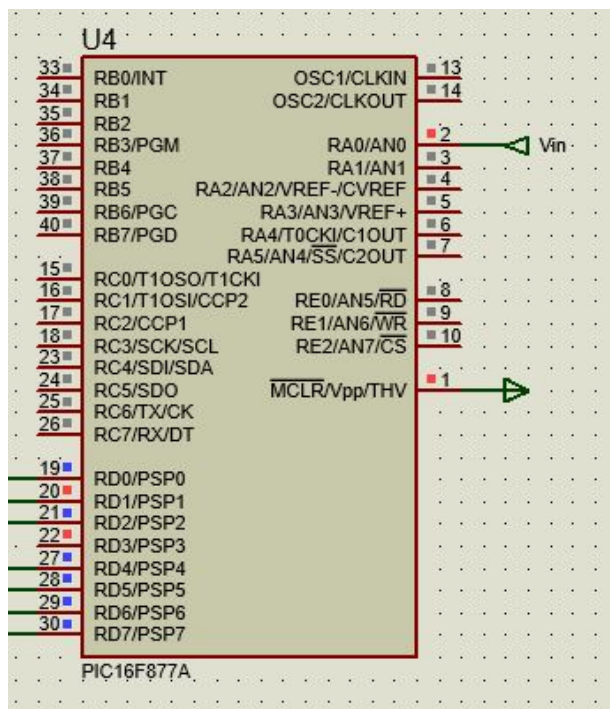 U4
33 RB0/INT
34 RB1
35 RB2
36 RB3/PGM
37 RB4
38 RB5
39 RB6/PGC
40 RB7/PGD
15 RC0/T1OSO/T1CKI
16 RC1/T1OSI/CCP2
17 RC2/CCP1
18 RC3/SCK/SCL
23 RC4/SDI/SDA
24 RC5/SDO
25 RC6/TX/CK
26 RC7/RX/DT
19 RD0/PSP0
20 RD1/PSP1
21 RD2/PSP2
22 RD3/PSP3
27 RD4/PSP4
28 RD5/PSP5
29 RD6/PSP6
30 RD7/PSP7
OSC1/CLKIN 13
OSC2/CLKOUT 14
RA0/AN0 2 Vin
RA1/AN1 3
RA2/AN2/VREF-/CVREF 4
RA3/AN3/VREF+ 5
RA4/T0CKI/C1OUT 6
RA5/AN4/SS/C2OUT 7
RE0/AN5/RD 8
RE1/AN6/WR 9
RE2/AN7/CS 10
MCLR/Vpp/THV 1
PIC16F877A